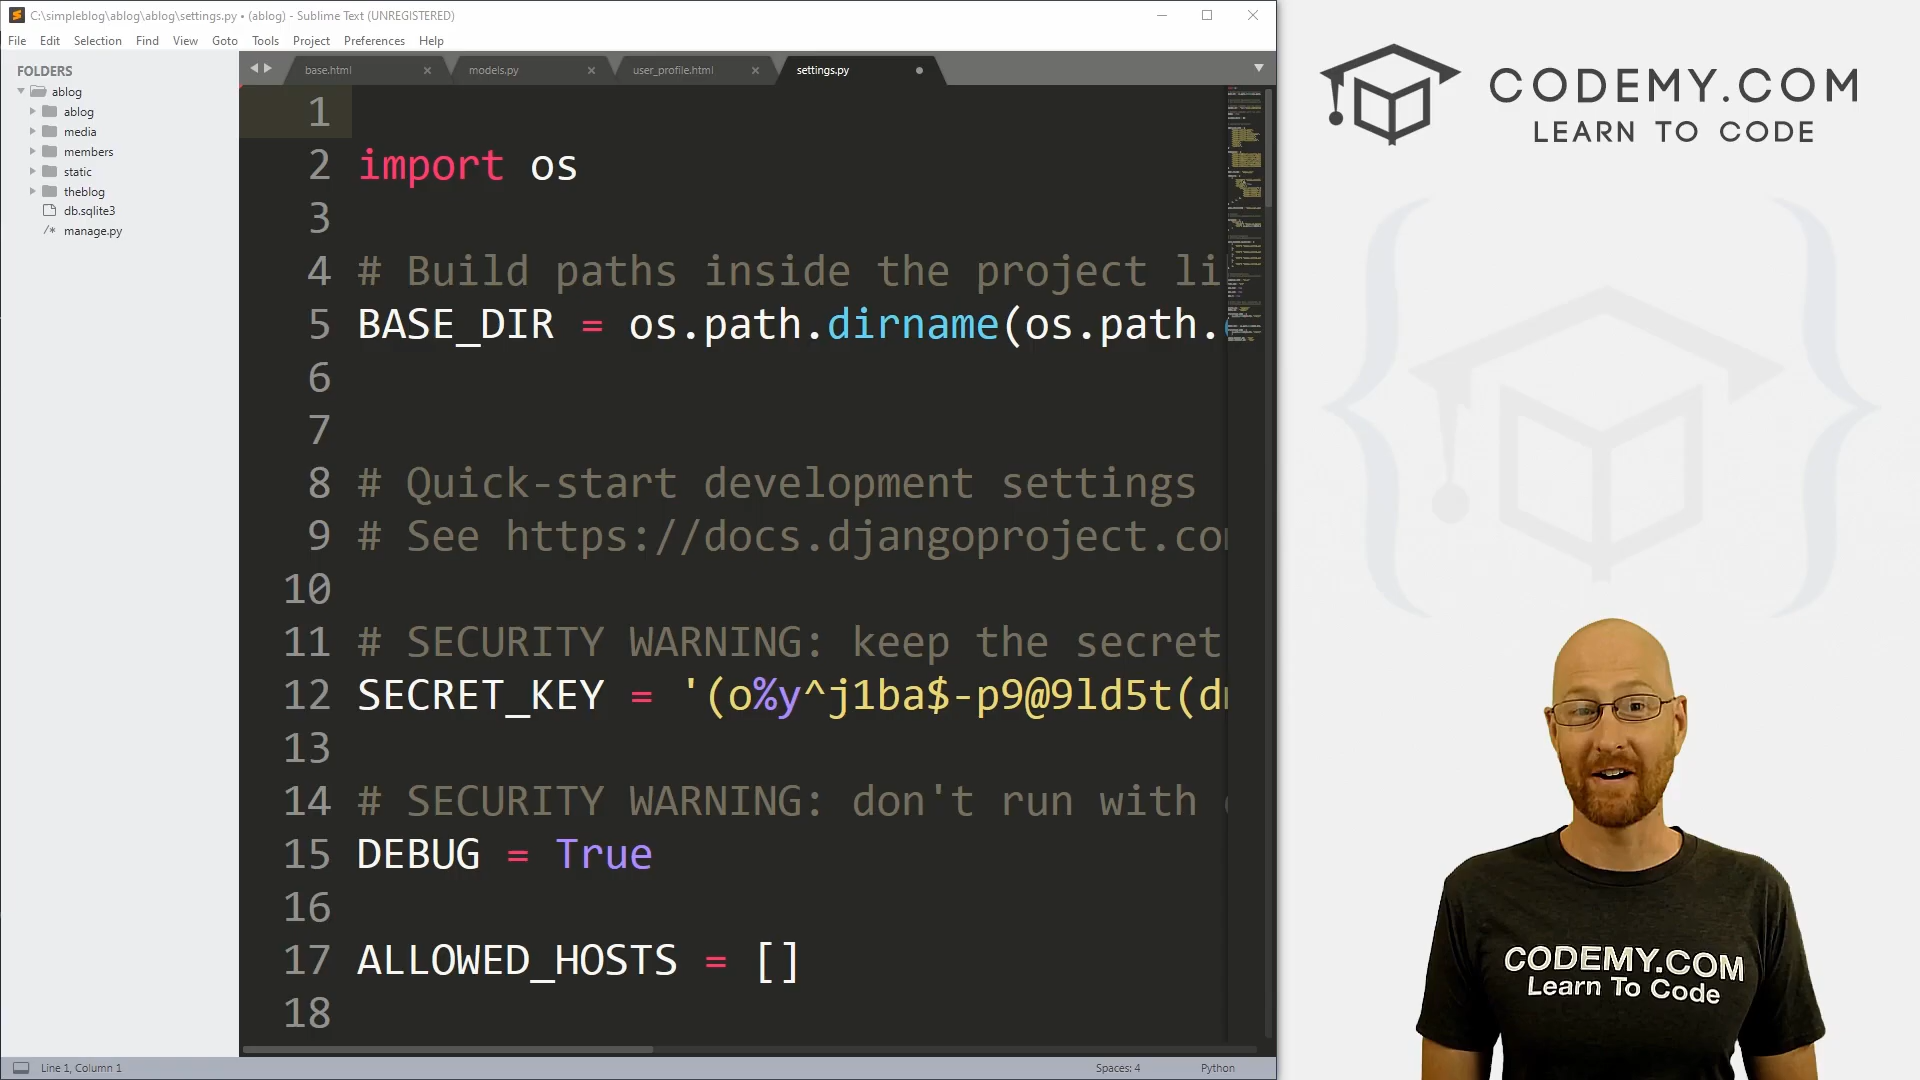 C:\simpleblog\ablog\ablog\settings.py • (ablog) - Sublime Text (UNREGISTERED)
File Edit Selection Find View Goto Tools Project Preferences Help
FOLDERS
ablog
ablog
media
members
static
theblog
db.sqlite3
/* manage.py
base.html
models.py
user_profile.html
settings.py
1
2 import os
3
4 # Build paths inside the project li
5 BASE_DIR = os.path.dirname(os.path.
6
7
8 # Quick-start development settings
9 # See https://docs.djangoproject.co
10
11 # SECURITY WARNING: keep the secret
12 SECRET_KEY = '(o%y^j1ba$-p9@9ld5t(d
13
14 # SECURITY WARNING: don't run with
15 DEBUG = True
16
17 ALLOWED_HOSTS = []
18
Line 1, Column 1
Spaces: 4
Python
CODEMY.COM
LEARN TO CODE
CODEMY.COM
Learn To Code